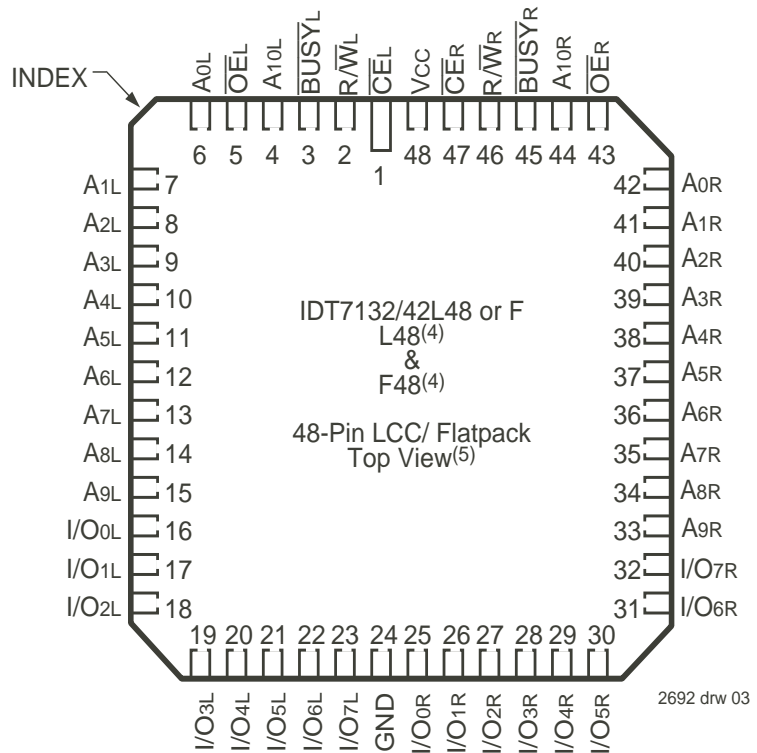 INDEX
A0L OEL A10L BUSYL R/WL CEL VCC CER R/WR BUSYR A10R OER
6 5 4 3 2 1 48 47 46 45 44 43
A1L 7
A2L 8
A3L 9
A4L 10
A5L 11
A6L 12
A7L 13
A8L 14
A9L 15
I/O0L 16
I/O1L 17
I/O2L 18
IDT7132/42L48 or F
L48(4)
&
F48(4)
48-Pin LCC/ Flatpack
Top View(5)
42 A0R
41 A1R
40 A2R
39 A3R
38 A4R
37 A5R
36 A6R
35 A7R
34 A8R
33 A9R
32 I/O7R
31 I/O6R
19 20 21 22 23 24 25 26 27 28 29 30
I/O3L I/O4L I/O5L I/O6L I/O7L GND I/O0R I/O1R I/O2R I/O3R I/O4R I/O5R
2692 drw 03